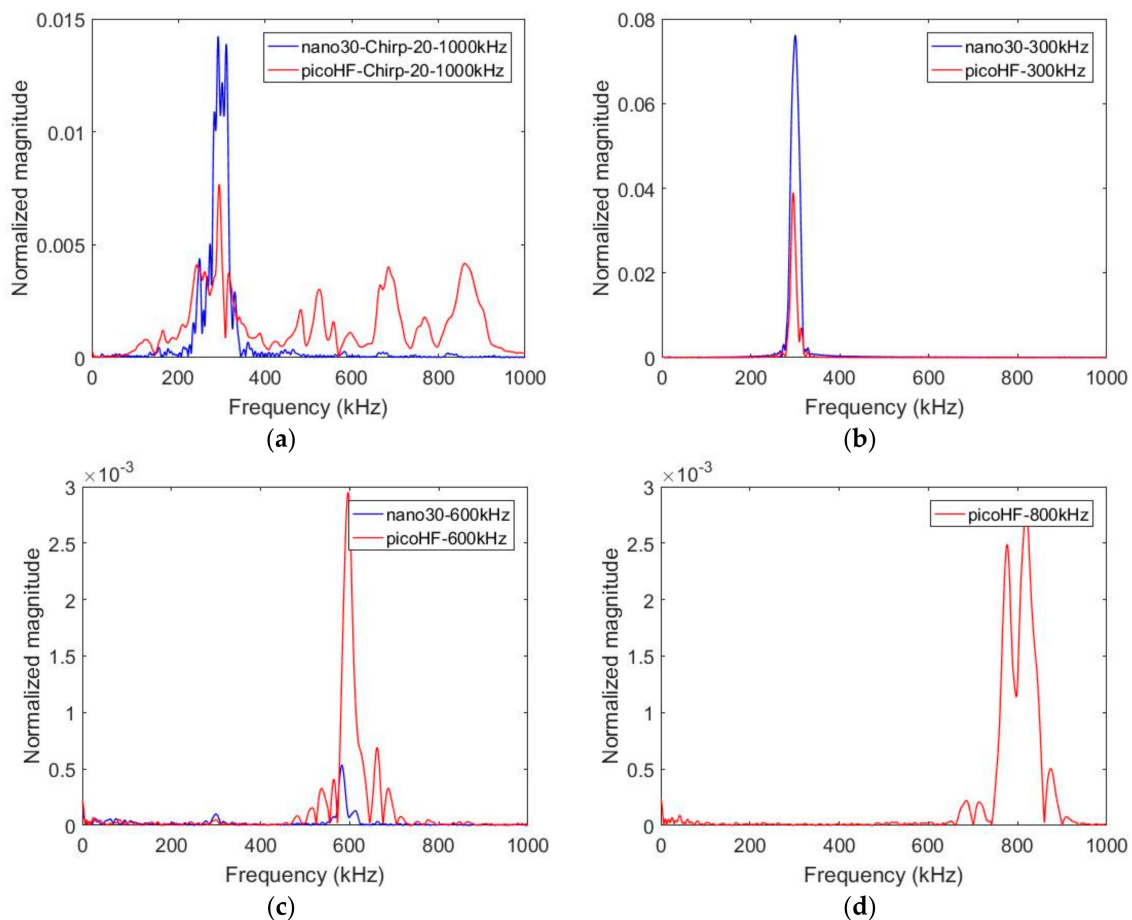 0.015
0.01
0.005
0
Normalized magnitude
nano30-Chirp-20-1000kHz
picoHF-Chirp-20-1000kHz
0 200 400 600 800 1000
Frequency (kHz)
(a)
0.08
0.06
0.04
0.02
0
Normalized magnitude
nano30-300kHz
picoHF-300kHz
0 200 400 600 800 1000
Frequency (kHz)
(b)
×10⁻³
3
2.5
2
1.5
1
0.5
0
Normalized magnitude
nano30-600kHz
picoHF-600kHz
0 200 400 600 800 1000
Frequency (kHz)
(c)
×10⁻³
3
2.5
2
1.5
1
0.5
0
Normalized magnitude
picoHF-800kHz
0 200 400 600 800 1000
Frequency (kHz)
(d)